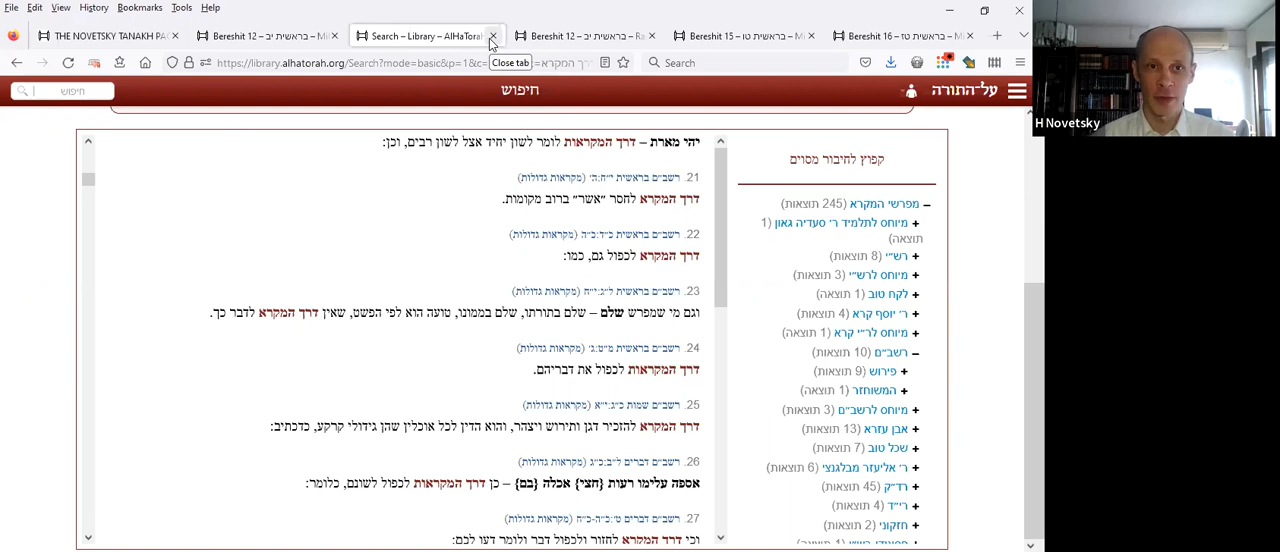 File Edit View History Bookmarks Tools Help
THE NOVETSKY TANAKH PAG
Bereshit 12 – בראשית יב – Mi
Search – Library – AlHaTorah
Bereshit 12 – בראשית יב – Ra
Bereshit 15 – בראשית טו – Mi
Bereshit 16 – בראשית טז – Mi
https://library.alhatorah.org/Search?mode=basic&p=1&c=
Close tab
Search
חיפוש
חיפוש
על־התורה
H Novetsky
יהי מארת – דרך המקראות לומר לשון יחיד אצל לשון רבים, וכן:
21. רשב״ם בראשית י״ח:ה׳ (מקראות גדולות)
דרך המקרא לחסר ״אשר״ ברוב מקומות.
22. רשב״ם בראשית כ״ד:כ״ה (מקראות גדולות)
דרך המקרא לכפול גם, כמו:
23. רשב״ם בראשית ל״ג:י״ח (מקראות גדולות)
וגם מי שמפרש שלם – שלם בתורתו, שלם בממונו, טועה הוא לפי הפשט, שאין דרך המקרא לדבר כך.
24. רשב״ם בראשית מ״ט:ג׳ (מקראות גדולות)
דרך המקראות לכפול את דבריהם.
25. רשב״ם שמות כ״ג:י״א (מקראות גדולות)
דרך המקרא להזכיר דגן ותירוש ויצהר, והוא הדין לכל אוכלין שהן גידולי קרקע, כדכתיב:
26. רשב״ם דברים ל״ב:כ״ג (מקראות גדולות)
אספה עלימו רעות {חצי} אכלה {בם} – כן דרך המקראות לכפול לשונם, כלומר:
27. רשב״ם דברים ט׳:כ״ה-כ״ח (מקראות גדולות)
וכי דרך המקרא לחזור ולכפול דבר ולומר דעו לכם:
קפוץ לחיבור מסוים
– מפרשי המקרא (245 תוצאות)
+ מיוחס לתלמיד ר׳ סעדיה גאון (1
תוצאה)
+ רש״י (8 תוצאות)
+ מיוחס לרש״י (3 תוצאות)
+ לקח טוב (1 תוצאה)
+ ר׳ יוסף קרא (4 תוצאות)
+ מיוחס לר״י קרא (1 תוצאה)
– רשב״ם (10 תוצאות)
+ פירוש (9 תוצאות)
+ המשוחזר (1 תוצאה)
+ מיוחס לרשב״ם (3 תוצאות)
+ אבן עזרא (13 תוצאות)
+ שכל טוב (7 תוצאות)
+ ר׳ אליעזר מבלגנצי (6 תוצאות)
+ רד״ק (45 תוצאות)
+ רי״ד (4 תוצאות)
+ חזקוני (2 תוצאות)